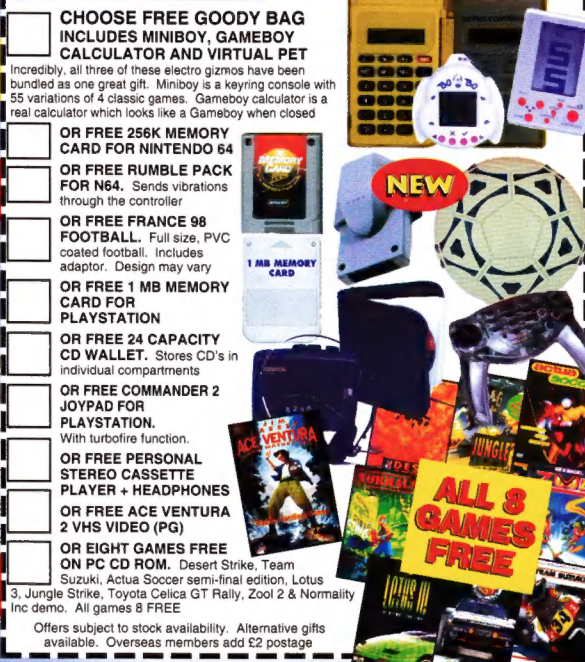 CHOOSE FREE GOODY BAG
INCLUDES MINIBOY, GAMEBOY
CALCULATOR AND VIRTUAL PET
Incredibly, all three of these electro gizmos have been
bundled as one great gift. Miniboy is a keyring console with
55 variations of 4 classic games. Gameboy calculator is a
real calculator which looks like a Gameboy when closed
OR FREE 256K MEMORY
CARD FOR NINTENDO 64
OR FREE RUMBLE PACK
FOR N64. Sends vibrations
through the controller
OR FREE FRANCE 98
FOOTBALL. Full size, PVC
coated football. Includes
adaptor. Design may vary
OR FREE 1 MB MEMORY
CARD FOR
PLAYSTATION
OR FREE 24 CAPACITY
CD WALLET. Stores CD's in
individual compartments
OR FREE COMMANDER 2
JOYPAD FOR
PLAYSTATION.
With turbofire function.
OR FREE PERSONAL
STEREO CASSETTE
PLAYER + HEADPHONES
OR FREE ACE VENTURA
2 VHS VIDEO (PG)
OR EIGHT GAMES FREE
ON PC CD ROM. Desert Strike, Team
Suzuki, Actua Soccer semi-final edition, Lotus
3, Jungle Strike, Toyota Celica GT Rally, Zool 2 & Normality
Inc demo. All games 8 FREE
Offers subject to stock availability. Alternative gifts
available. Overseas members add £2 postage
MEMORY
CARD
NEW
1 MB MEMORY
CARD
JIM
ACE VENTURA
JUNGLE
actua
LOTUS III
TEAM SUZUKI
ALL 8
GAMES
FREE